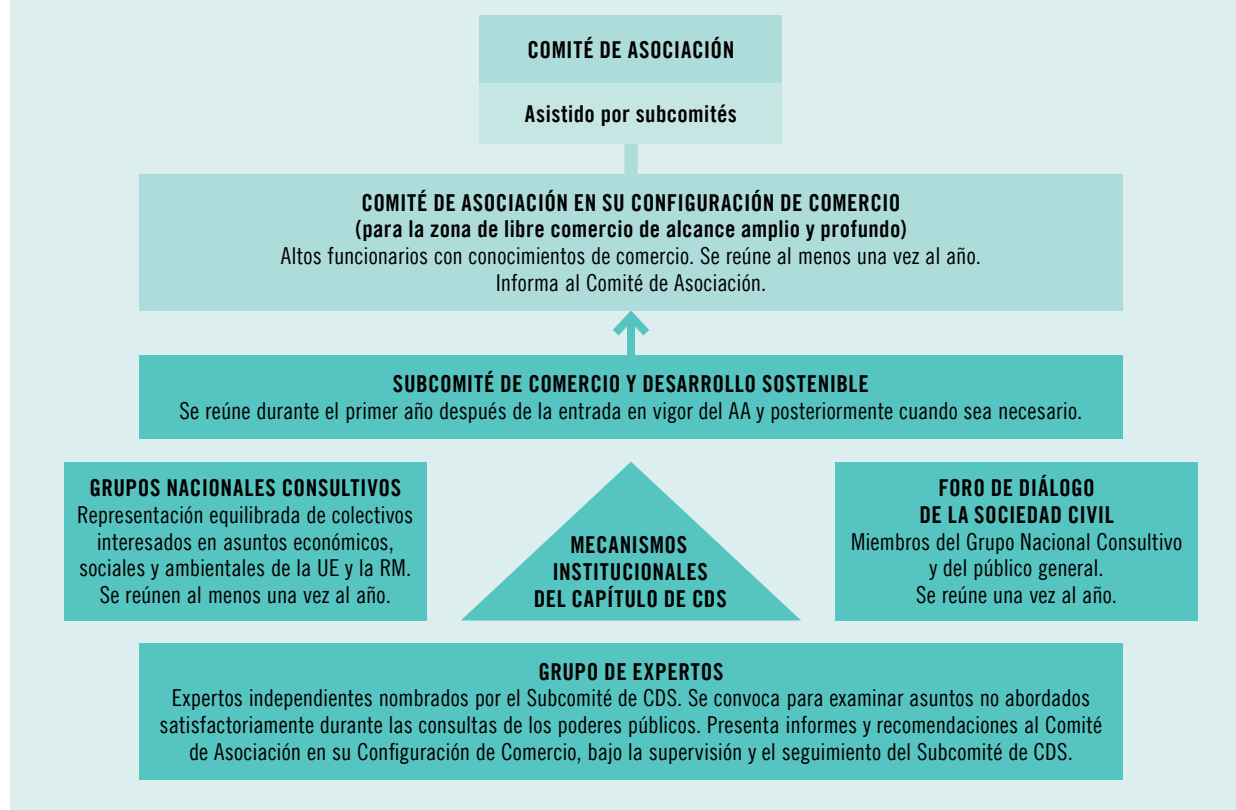 COMITÉ DE ASOCIACIÓN
Asistido por subcomités
COMITÉ DE ASOCIACIÓN EN SU CONFIGURACIÓN DE COMERCIO
(para la zona de libre comercio de alcance amplio y profundo)
Altos funcionarios con conocimientos de comercio. Se reúne al menos una vez al año.
Informa al Comité de Asociación.
SUBCOMITÉ DE COMERCIO Y DESARROLLO SOSTENIBLE
Se reúne durante el primer año después de la entrada en vigor del AA y posteriormente cuando sea necesario.
GRUPOS NACIONALES CONSULTIVOS
Representación equilibrada de colectivos
interesados en asuntos económicos,
sociales y ambientales de la UE y la RM.
Se reúnen al menos una vez al año.
MECANISMOS
INSTITUCIONALES
DEL CAPÍTULO DE CDS
FORO DE DIÁLOGO
DE LA SOCIEDAD CIVIL
Miembros del Grupo Nacional Consultivo
y del público general.
Se reúne una vez al año.
GRUPO DE EXPERTOS
Expertos independientes nombrados por el Subcomité de CDS. Se convoca para examinar asuntos no abordados
satisfactoriamente durante las consultas de los poderes públicos. Presenta informes y recomendaciones al Comité
de Asociación en su Configuración de Comercio, bajo la supervisión y el seguimiento del Subcomité de CDS.